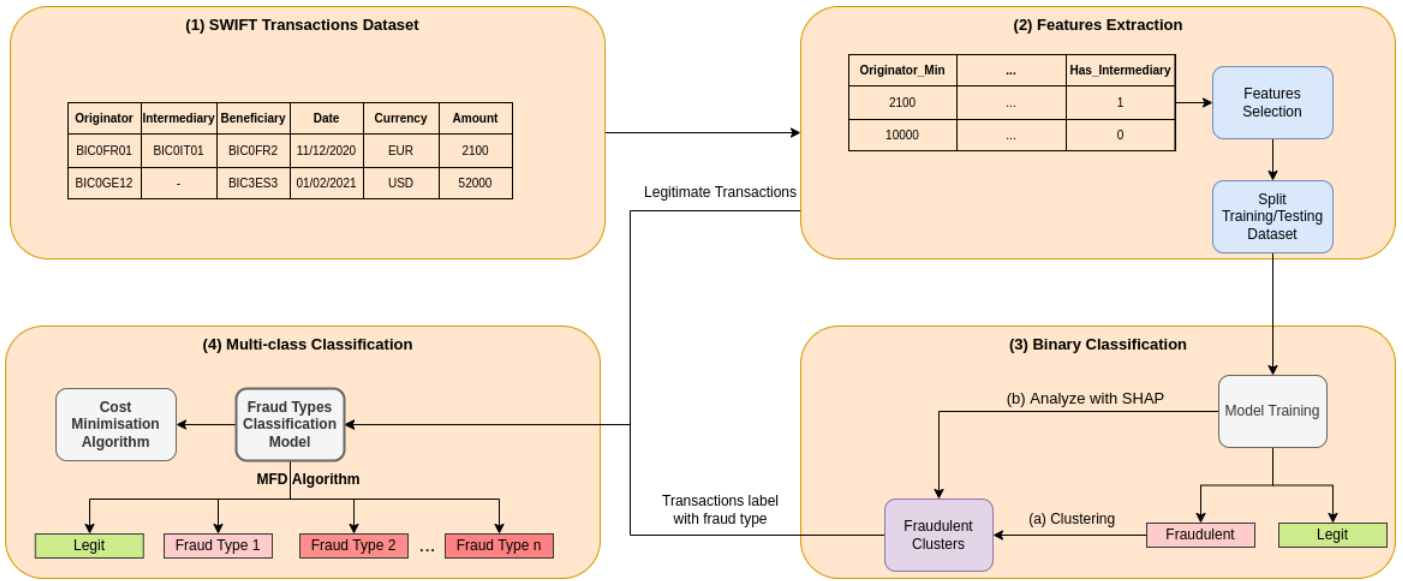 (1) SWIFT Transactions Dataset
Originator Intermediary Beneficiary Date Currency Amount
BIC0FR01 BIC0IT01 BIC0FR2 11/12/2020 EUR 2100
BIC0GE12 - BIC3ES3 01/02/2021 USD 52000
(2) Features Extraction
Originator_Min ... Has_Intermediary
2100 ... 1
10000 ... 0
Features
Selection
Split
Training/Testing
Dataset
Legitimate Transactions
(3) Binary Classification
Model Training
(b) Analyze with SHAP
Fraudulent
Legit
(a) Clustering
Fraudulent
Clusters
Transactions label
with fraud type
(4) Multi-class Classification
Fraud Types
Classification
Model
Cost
Minimisation
Algorithm
MFD Algorithm
Legit
Fraud Type 1
Fraud Type 2
...
Fraud Type n